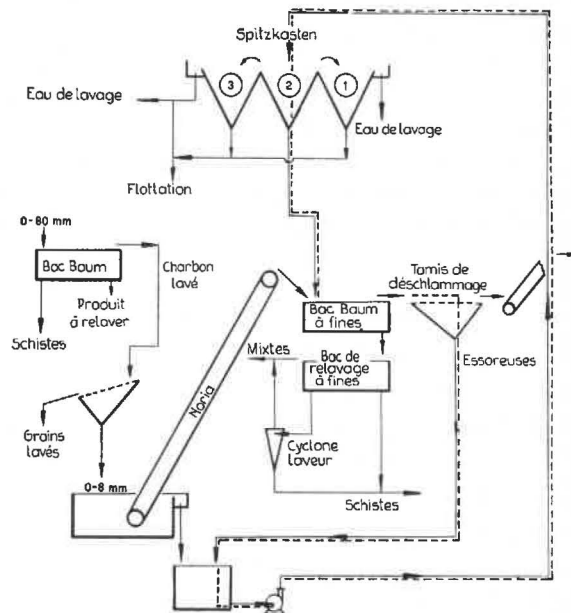 Spitzkasten
3
2
1
Eau de lavage
Eau de lavage
Flottation
0-80 mm
Bac Baum
Charbon
lavé
Produit
à relaver
Schistes
Tamis de
déschlammage
Bac Baum
à fines
Essoreuses
Mixtes
Bac de
relavage
à fines
Noria
Grains
lavés
Cyclone
laveur
0-8 mm
Schistes